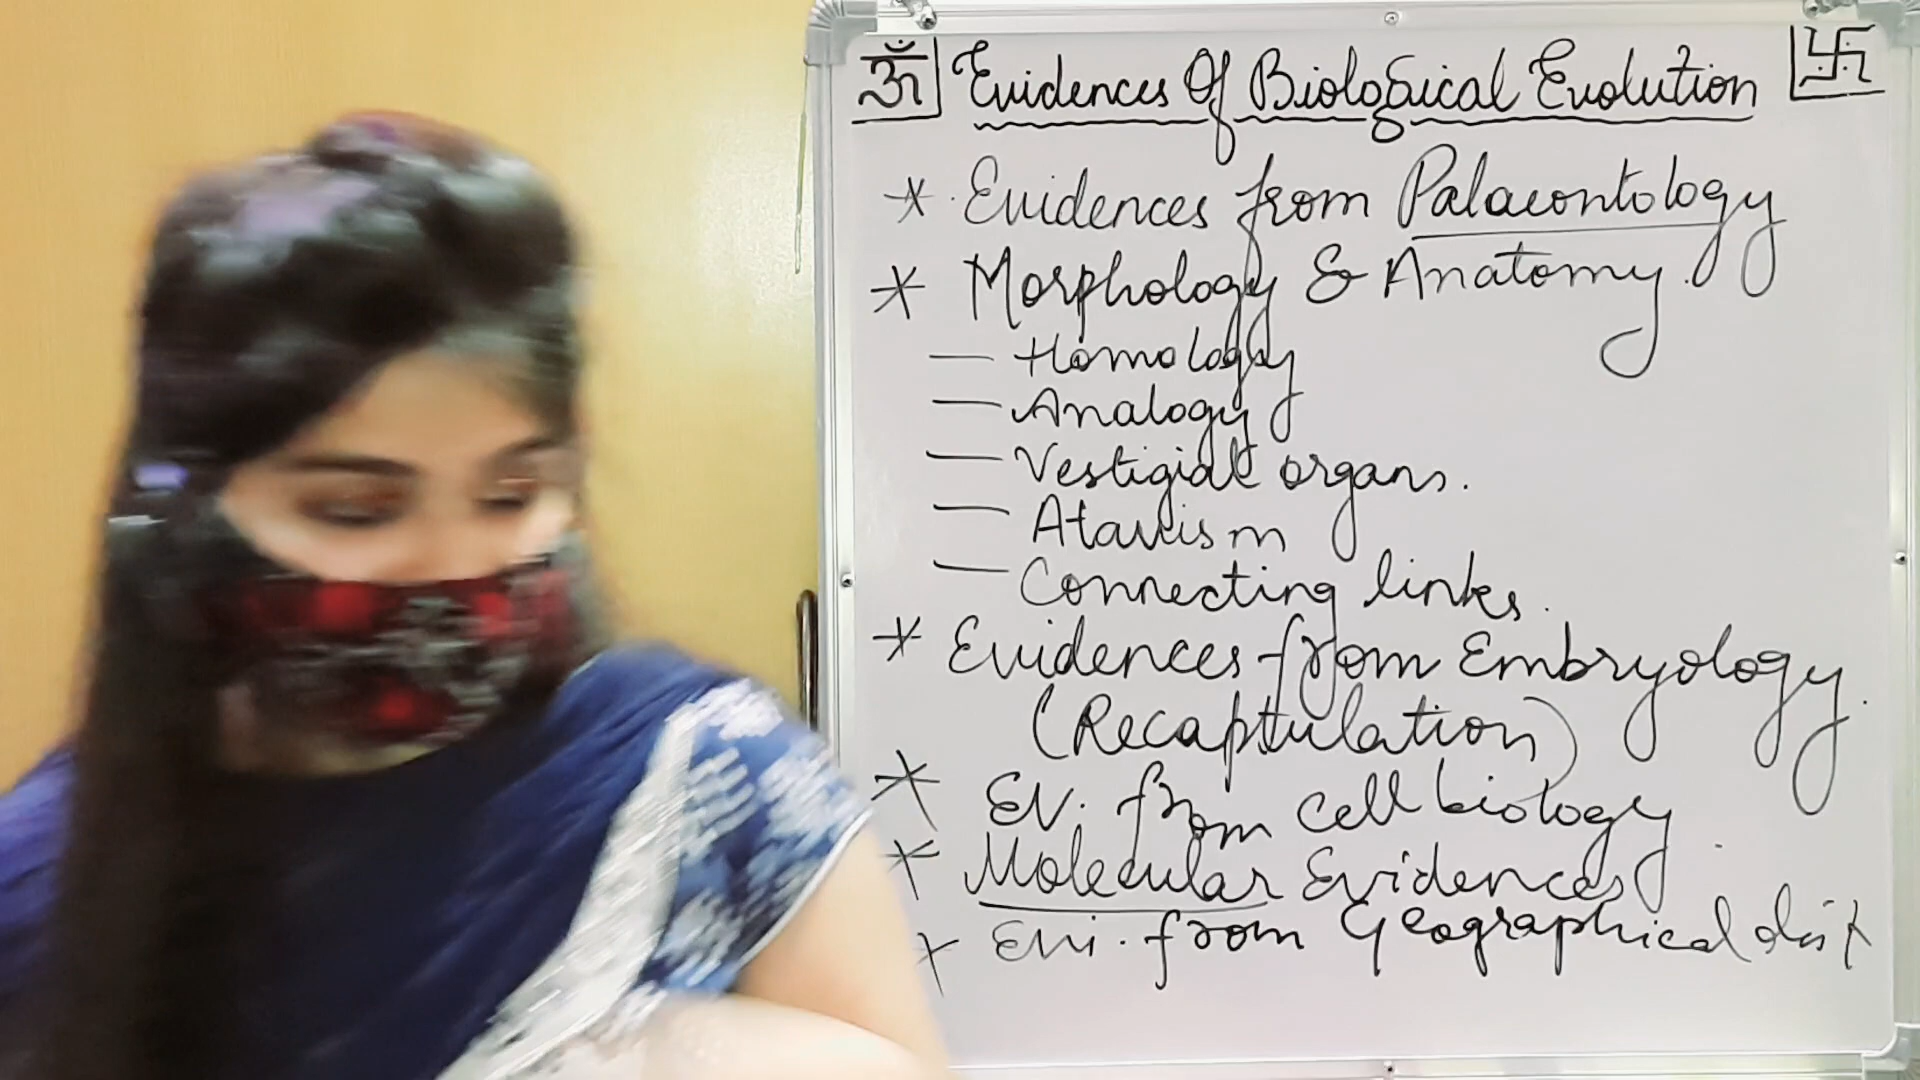 ॐ Evidences Of Biological Evolution 卐
* Evidences from Palaeontology
* Morphology & Anatomy.
— Homology
— Analogy
— Vestigial organs.
— Atavism
— Connecting links.
* Evidences from Embryology.
(Recaptulation)
* EV. from cell biology
* Molecular Evidences
* Evi. from Geographical dist